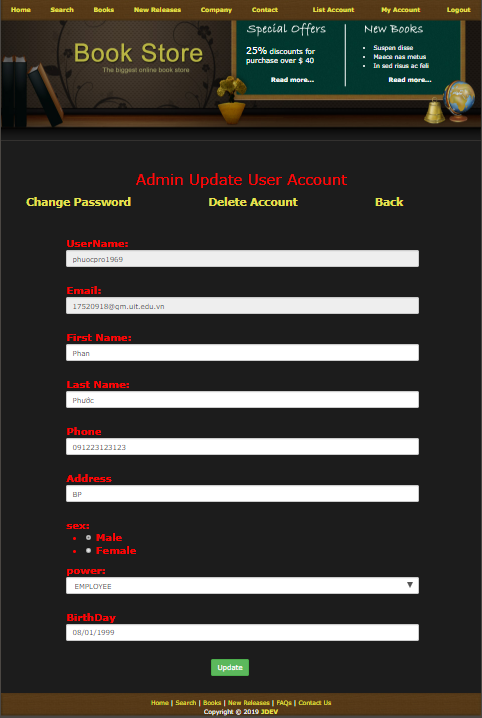 Home Search Books New Releases Company Contact List Account My Account Logout
Book Store
The biggest online book store
Special Offers
25% discounts for
purchase over $ 40
Read more...
New Books
Suspen disse
Maece nas metus
In sed risus ac feli
Read more...
Admin Update User Account
Change Password Delete Account Back
UserName:
phuocpro1969
Email:
17520918@gm.uit.edu.vn
First Name:
Phan
Last Name:
Phước
Phone
091223123123
Address
BP
sex:
Male
Female
power:
EMPLOYEE
BirthDay
08/01/1999
Update
Home | Search | Books | New Releases | FAQs | Contact Us
Copyright © 2019 3DEV